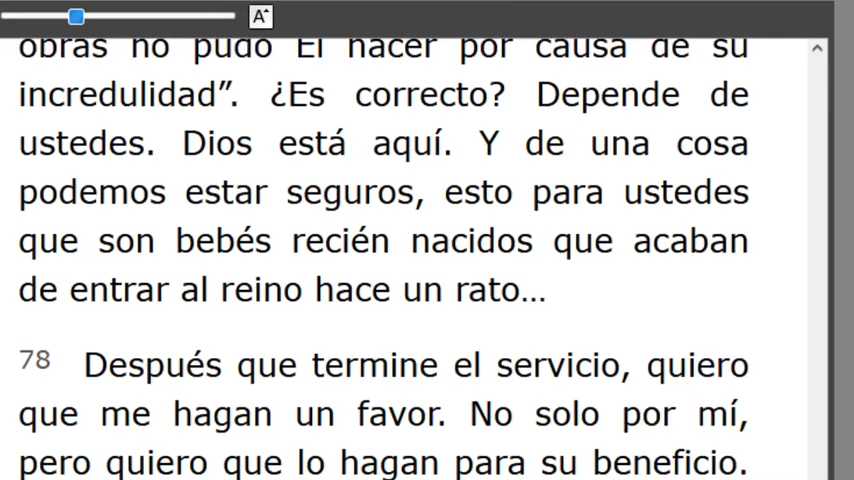 A
obras no pudo Él hacer por causa de su
incredulidad”. ¿Es correcto? Depende de
ustedes. Dios está aquí. Y de una cosa
podemos estar seguros, esto para ustedes
que son bebés recién nacidos que acaban
de entrar al reino hace un rato…
78 Después que termine el servicio, quiero
que me hagan un favor. No solo por mí,
pero quiero que lo hagan para su beneficio.